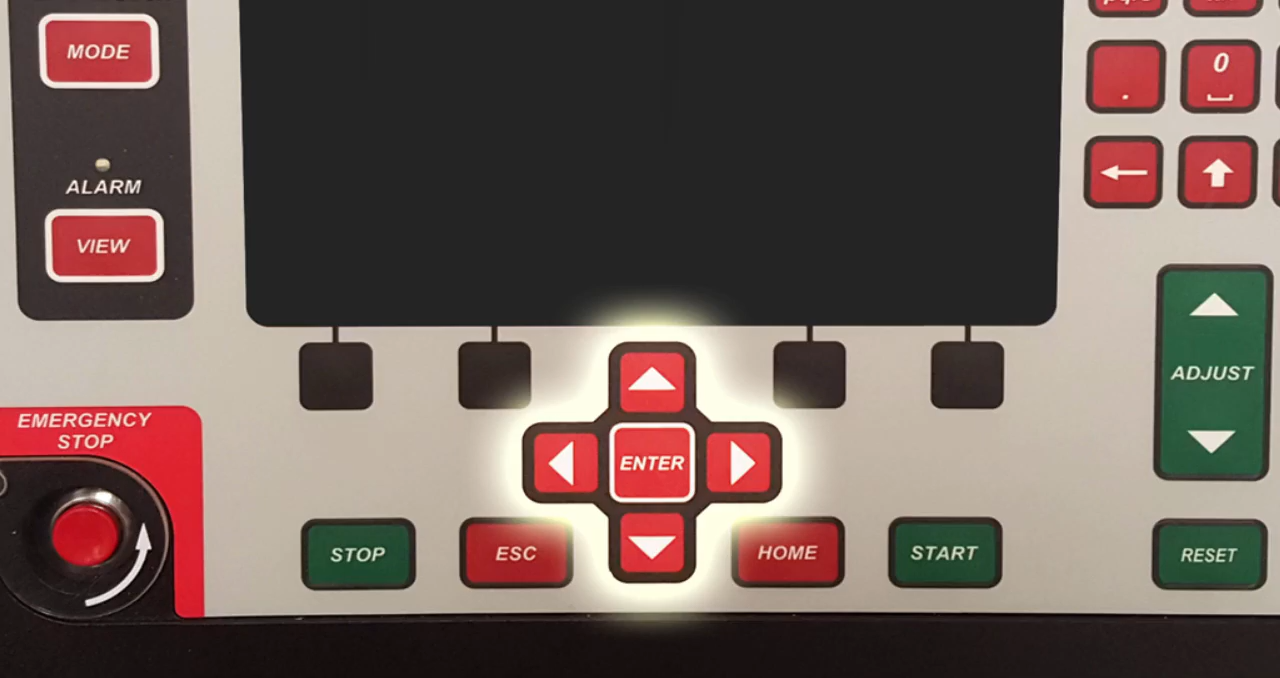 MODE
0
.
ALARM
VIEW
ADJUST
EMERGENCY
STOP
ENTER
STOP
ESC
HOME
START
RESET